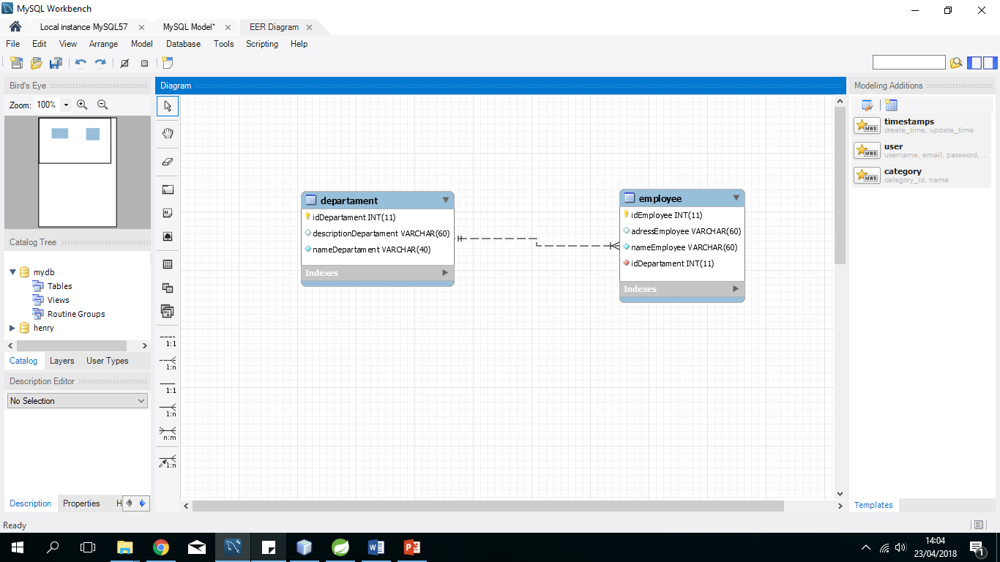 MySQL Workbench
Local instance MySQL57
MySQL Model*
EER Diagram
File Edit View Arrange Model Database Tools Scripting Help
Bird's Eye
Zoom: 100%
Catalog Tree
mydb
Tables
Views
Routine Groups
henry
Catalog Layers User Types
Description Editor
No Selection
Description Properties H
Ready
Diagram
1:1
1:n
1:1
1:n
n:m
1:n
departament
idDepartament INT(11)
descriptionDepartament VARCHAR(60)
nameDepartament VARCHAR(40)
Indexes
employee
idEmployee INT(11)
adressEmployee VARCHAR(60)
nameEmployee VARCHAR(60)
idDepartament INT(11)
Indexes
Modeling Additions
MWB
timestamps
create_time, update_time
MWB
user
username, email, password, ...
MWB
category
category_id, name
Templates
14:04
23/04/2018
1